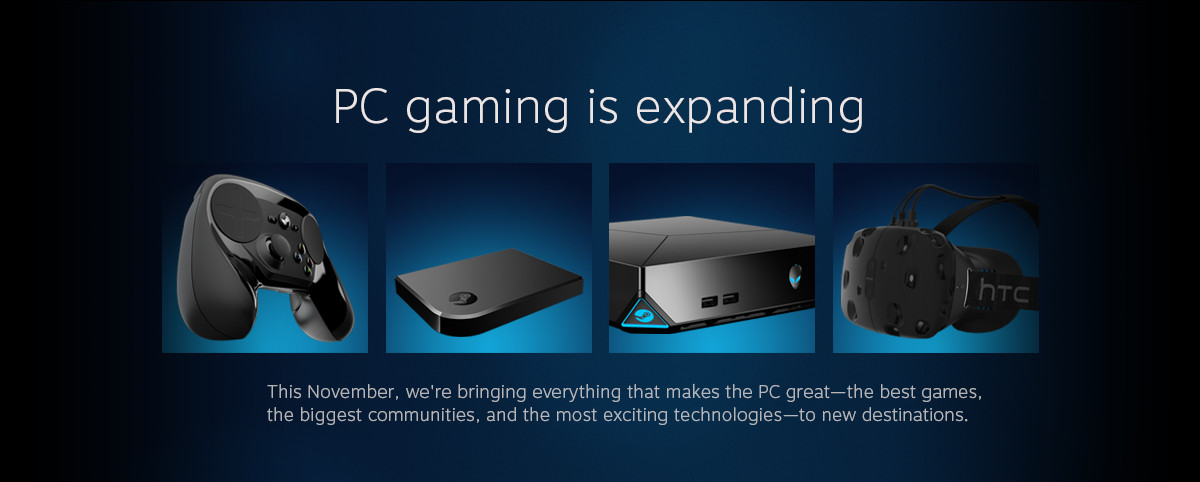 PC gaming is expanding
hTC
This November, we're bringing everything that makes the PC great—the best games,
the biggest communities, and the most exciting technologies—to new destinations.